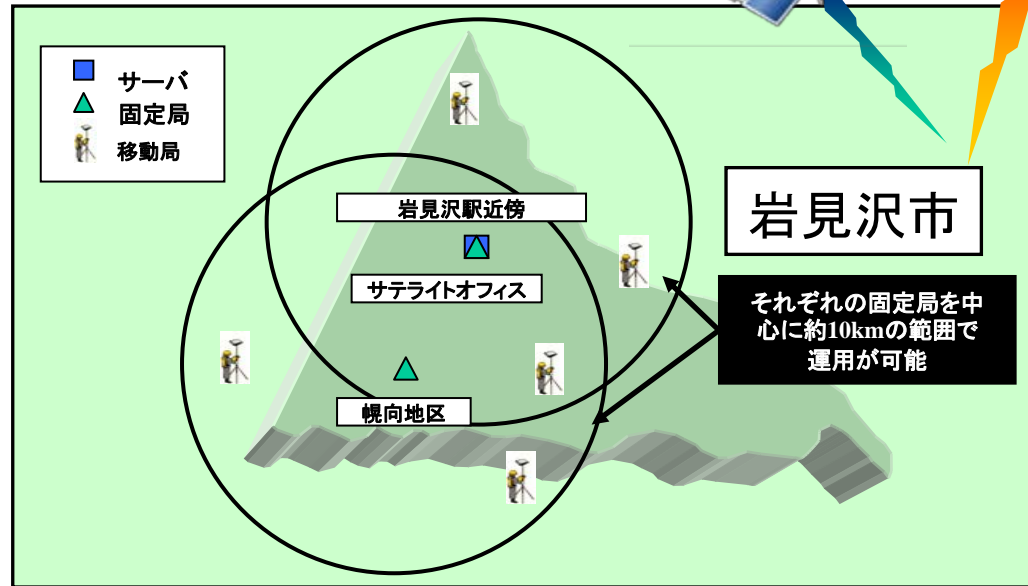 サーバ
固定局
移動局
岩見沢駅近傍
サテライトオフィス
幌向地区
岩見沢市
それぞれの固定局を中
心に約10kmの範囲で
運用が可能